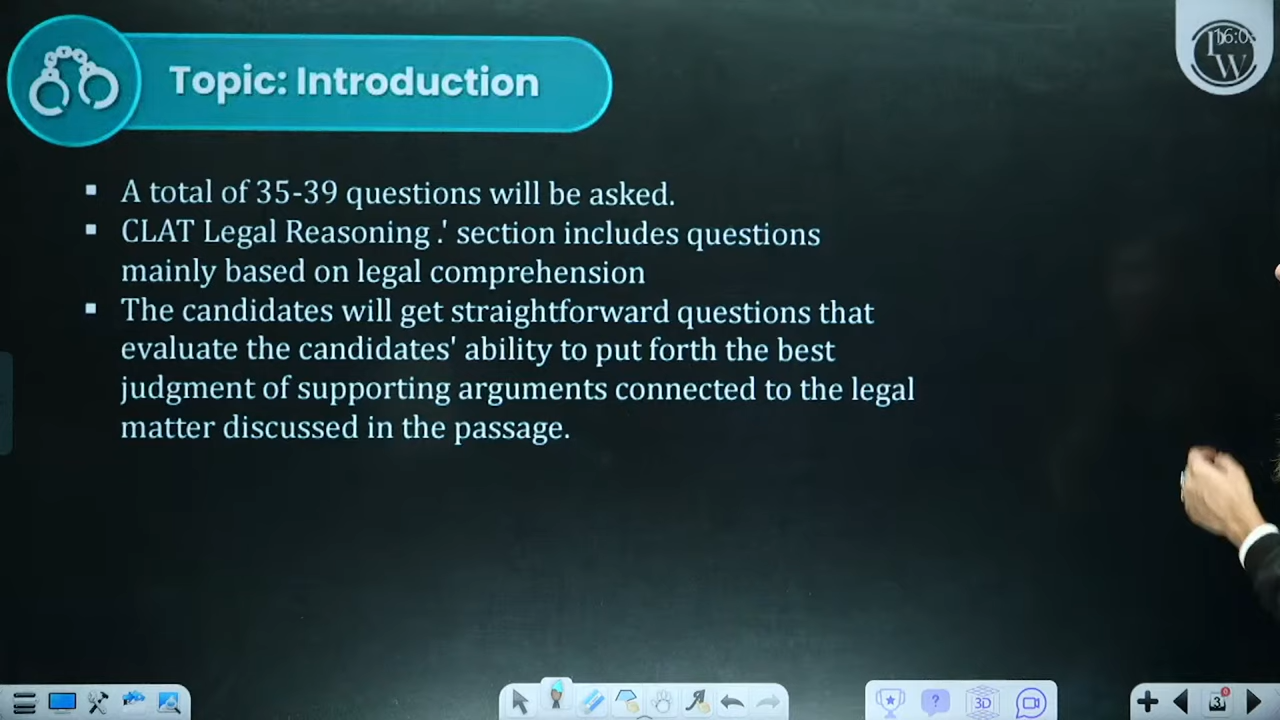 Topic: Introduction
▪ A total of 35-39 questions will be asked.
▪ CLAT Legal Reasoning .' section includes questions
mainly based on legal comprehension
▪ The candidates will get straightforward questions that
evaluate the candidates' ability to put forth the best
judgment of supporting arguments connected to the legal
matter discussed in the passage.